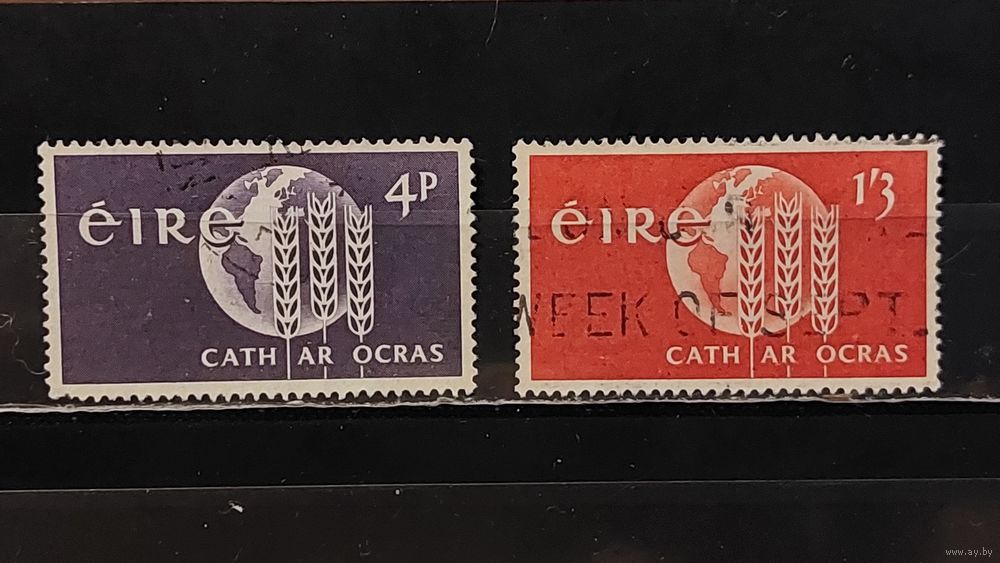 4P
éIRe
CATH AR OCRAS
1'3
éIRe
WEEK OF SEPT.
CATH AR OCRAS
www.ay.by